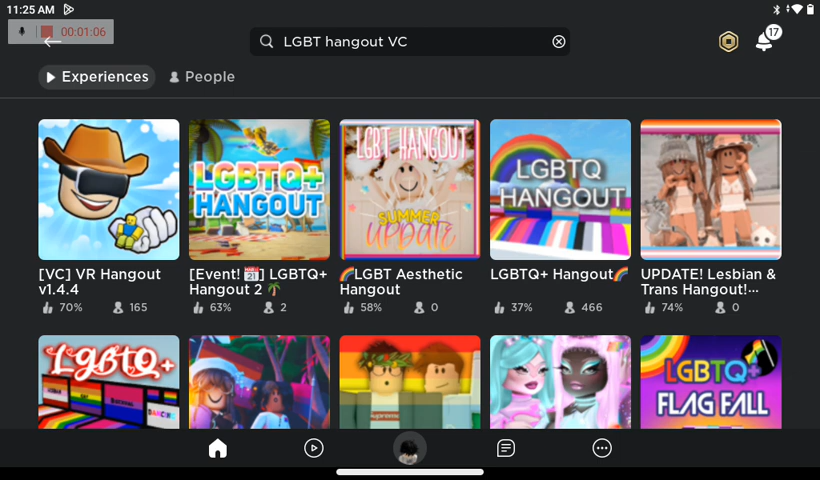 11:25 AM
00:01:06
LGBT hangout VC
17
Experiences
People
LGBTQ+
HANGOUT
LGBT HANGOUT
SUMMER
UPDATE
LGBTQ
HANGOUT
[VC] VR Hangout
v1.4.4
70% 165
[Event! 📅] LGBTQ+
Hangout 2 🌴
63% 2
🌈LGBT Aesthetic
Hangout
58% 0
LGBTQ+ Hangout🌈
37% 466
UPDATE! Lesbian &
Trans Hangout!...
74% 0
LGBTQ+
LGBTQ+
FLAG FALL